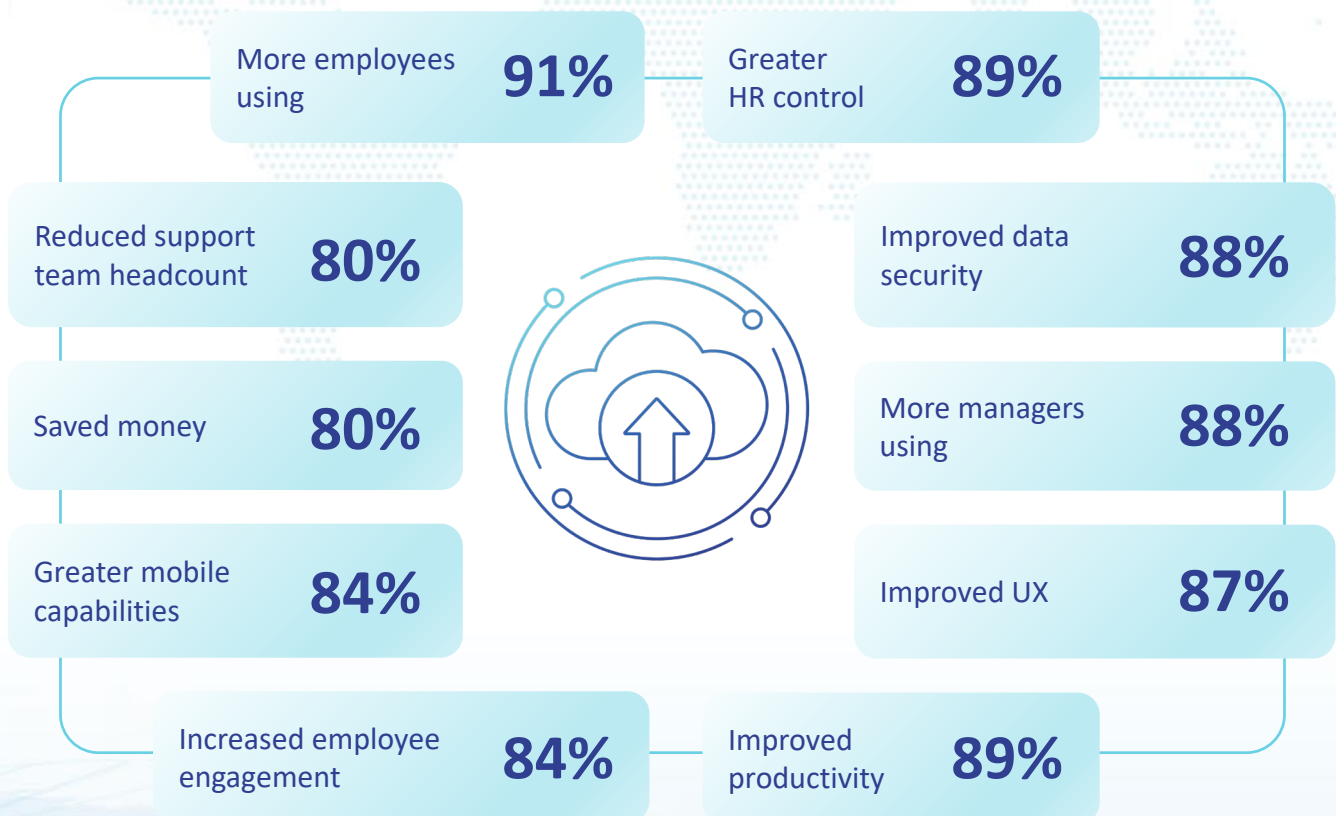 More employees
using
91%
Greater
HR control
89%
Reduced support
team headcount
80%
Improved data
security
88%
Saved money
80%
More managers
using
88%
Greater mobile
capabilities
84%
Improved UX
87%
Increased employee
engagement
84%
Improved
productivity
89%